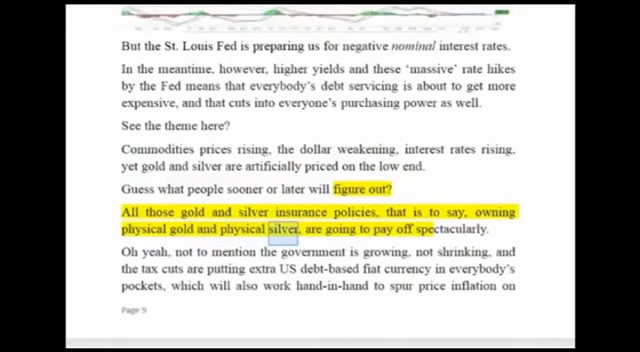 But the St. Louis Fed is preparing us for negative nominal interest rates.
In the meantime, however, higher yields and these ‘massive’ rate hikes
by the Fed means that everybody’s debt servicing is about to get more
expensive, and that cuts into everyone’s purchasing power as well.
See the theme here?
Commodities prices rising, the dollar weakening, interest rates rising,
yet gold and silver are artificially priced on the low end.
Guess what people sooner or later will figure out?
All those gold and silver insurance policies, that is to say, owning
physical gold and physical silver, are going to pay off spectacularly.
Oh yeah, not to mention the government is growing, not shrinking, and
the tax cuts are putting extra US debt-based fiat currency in everybody’s
pockets, which will also work hand-in-hand to spur price inflation on
Page 9